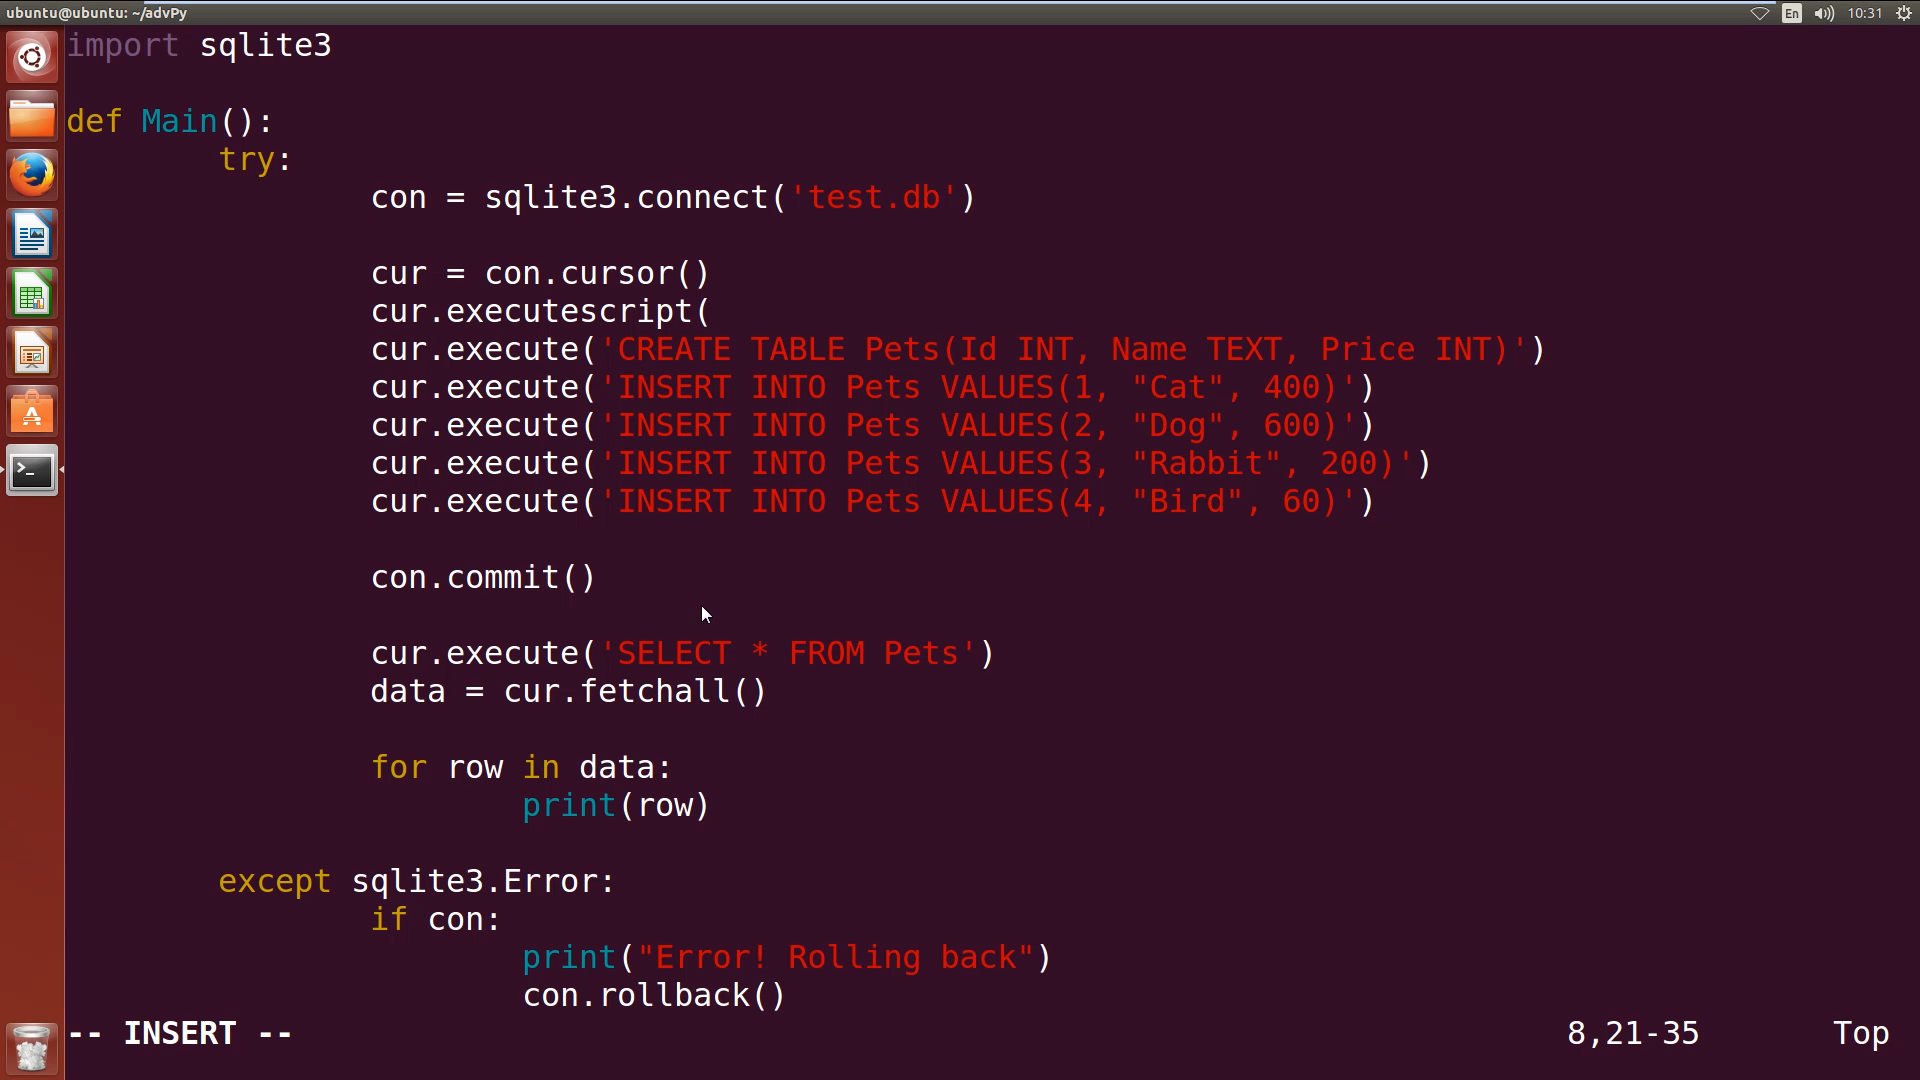 ubuntu@ubuntu: ~/advPy
En
10:31
import sqlite3
def Main():
try:
con = sqlite3.connect('test.db')
cur = con.cursor()
cur.executescript(
cur.execute('CREATE TABLE Pets(Id INT, Name TEXT, Price INT)')
cur.execute('INSERT INTO Pets VALUES(1, "Cat", 400)')
cur.execute('INSERT INTO Pets VALUES(2, "Dog", 600)')
cur.execute('INSERT INTO Pets VALUES(3, "Rabbit", 200)')
cur.execute('INSERT INTO Pets VALUES(4, "Bird", 60)')
con.commit()
cur.execute('SELECT * FROM Pets')
data = cur.fetchall()
for row in data:
print(row)
except sqlite3.Error:
if con:
print("Error! Rolling back")
con.rollback()
-- INSERT --
8,21-35
Top